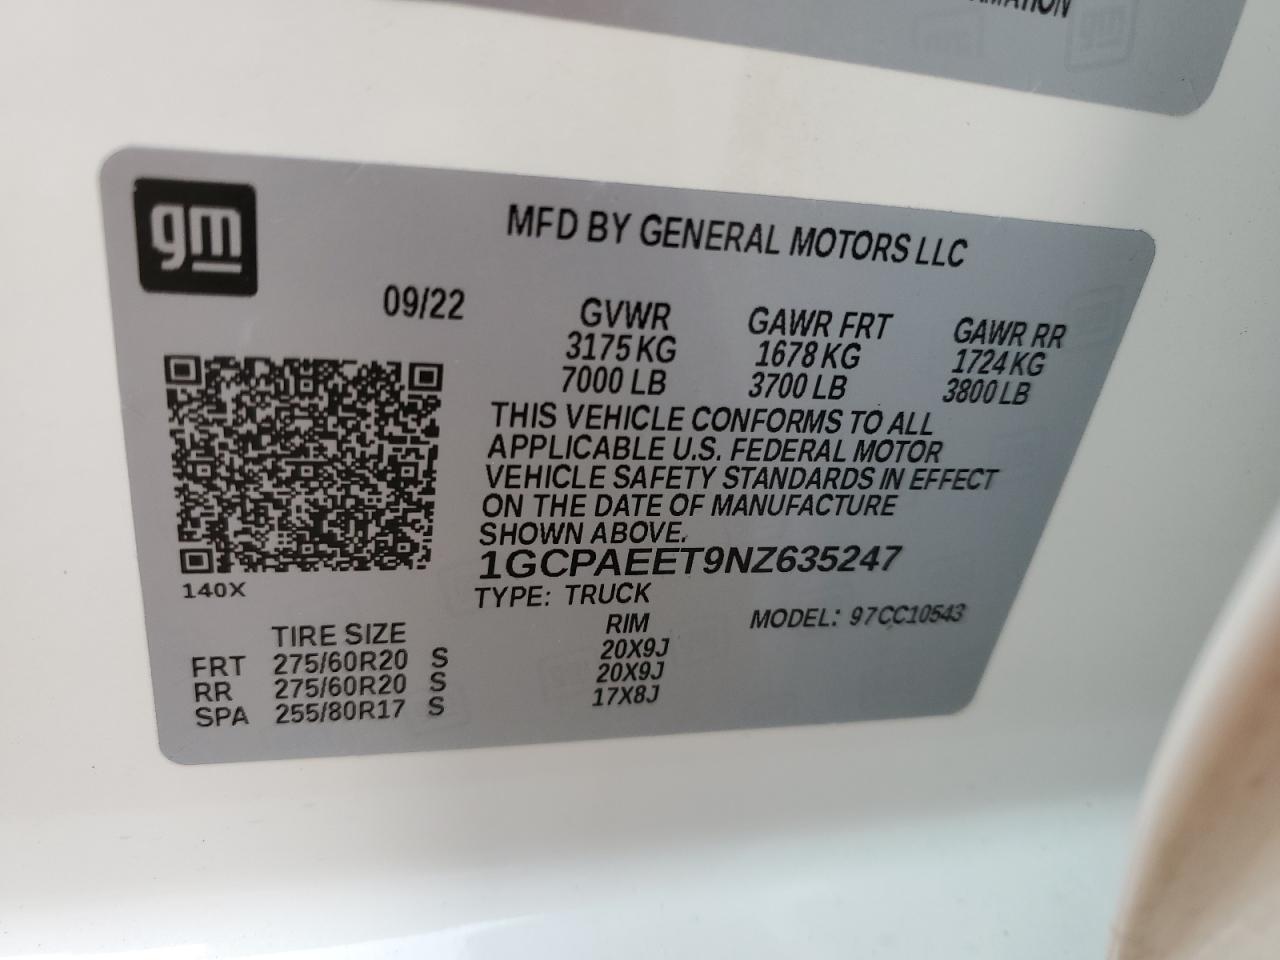 gm
MFD BY GENERAL MOTORS LLC
09/22
GVWR GAWR FRT GAWR RR
3175 KG 1678 KG 1724 KG
7000 LB 3700 LB 3800 LB
THIS VEHICLE CONFORMS TO ALL
APPLICABLE U.S. FEDERAL MOTOR
VEHICLE SAFETY STANDARDS IN EFFECT
ON THE DATE OF MANUFACTURE
SHOWN ABOVE.
1GCPAEET9NZ635247
140X
TYPE: TRUCK
MODEL: 97CC10543
TIRE SIZE RIM
FRT 275/60R20 S 20X9J
RR 275/60R20 S 20X9J
SPA 255/80R17 S 17X8J